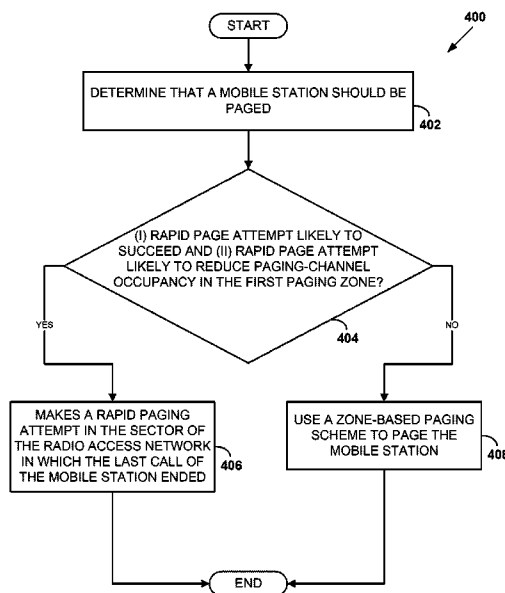 START
400
DETERMINE THAT A MOBILE STATION SHOULD BE
PAGED
402
(I) RAPID PAGE ATTEMPT LIKELY TO
SUCCEED AND (II) RAPID PAGE ATTEMPT
LIKELY TO REDUCE PAGING-CHANNEL
OCCUPANCY IN THE FIRST PAGING ZONE?
404
YES
NO
MAKES A RAPID PAGING
ATTEMPT IN THE SECTOR OF
THE RADIO ACCESS NETWORK
IN WHICH THE LAST CALL OF
THE MOBILE STATION ENDED
406
USE A ZONE-BASED PAGING
SCHEME TO PAGE THE
MOBILE STATION
408
END